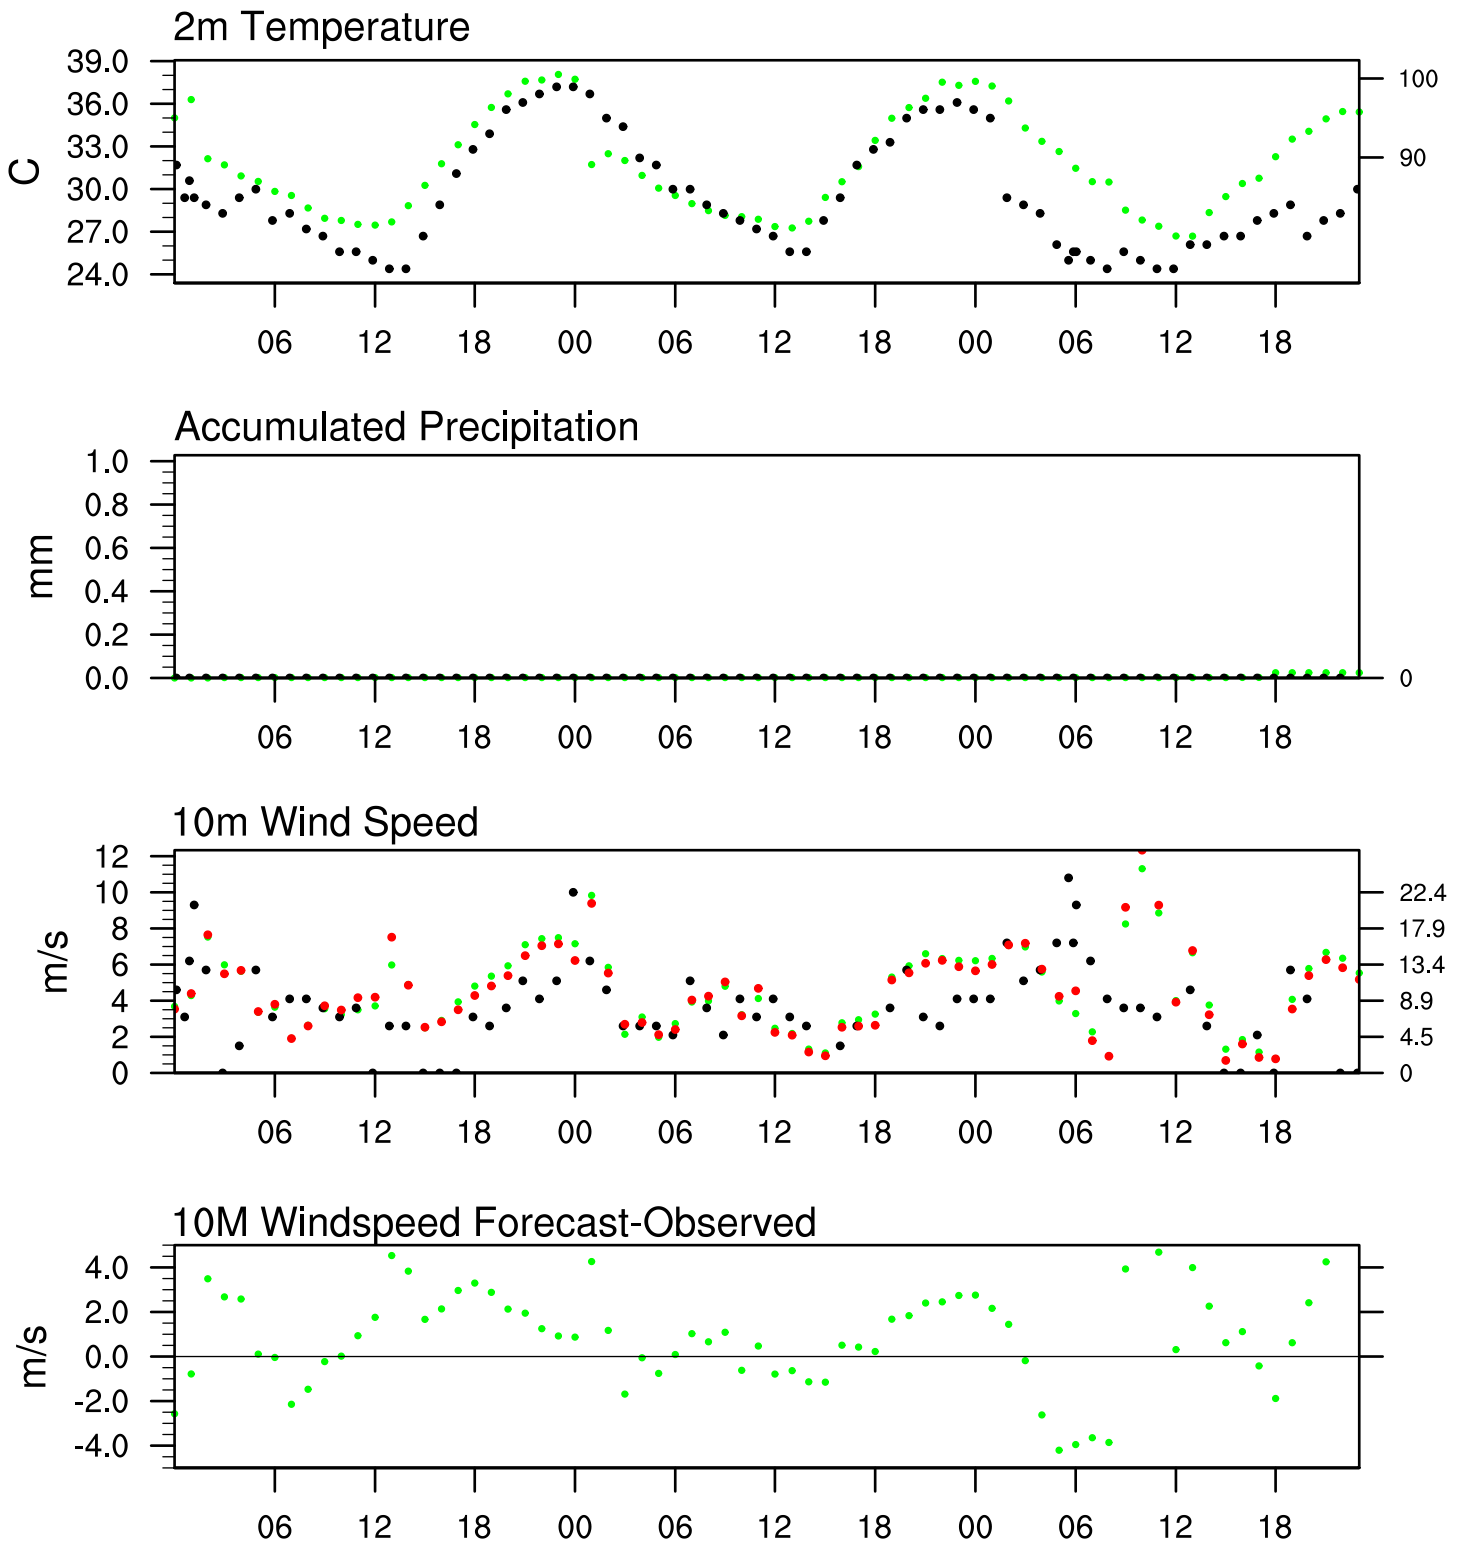 2m Temperature
39.0
36.0
33.0
30.0
27.0
24.0
C
100
90
06 12 18 00 06 12 18 00 06 12 18
Accumulated Precipitation
1.0
0.8
0.6
0.4
0.2
0.0
mm
0
06 12 18 00 06 12 18 00 06 12 18
10m Wind Speed
12
10
8
6
4
2
0
m/s
22.4
17.9
13.4
8.9
4.5
0
06 12 18 00 06 12 18 00 06 12 18
10M Windspeed Forecast-Observed
4.0
2.0
0.0
-2.0
-4.0
m/s
06 12 18 00 06 12 18 00 06 12 18